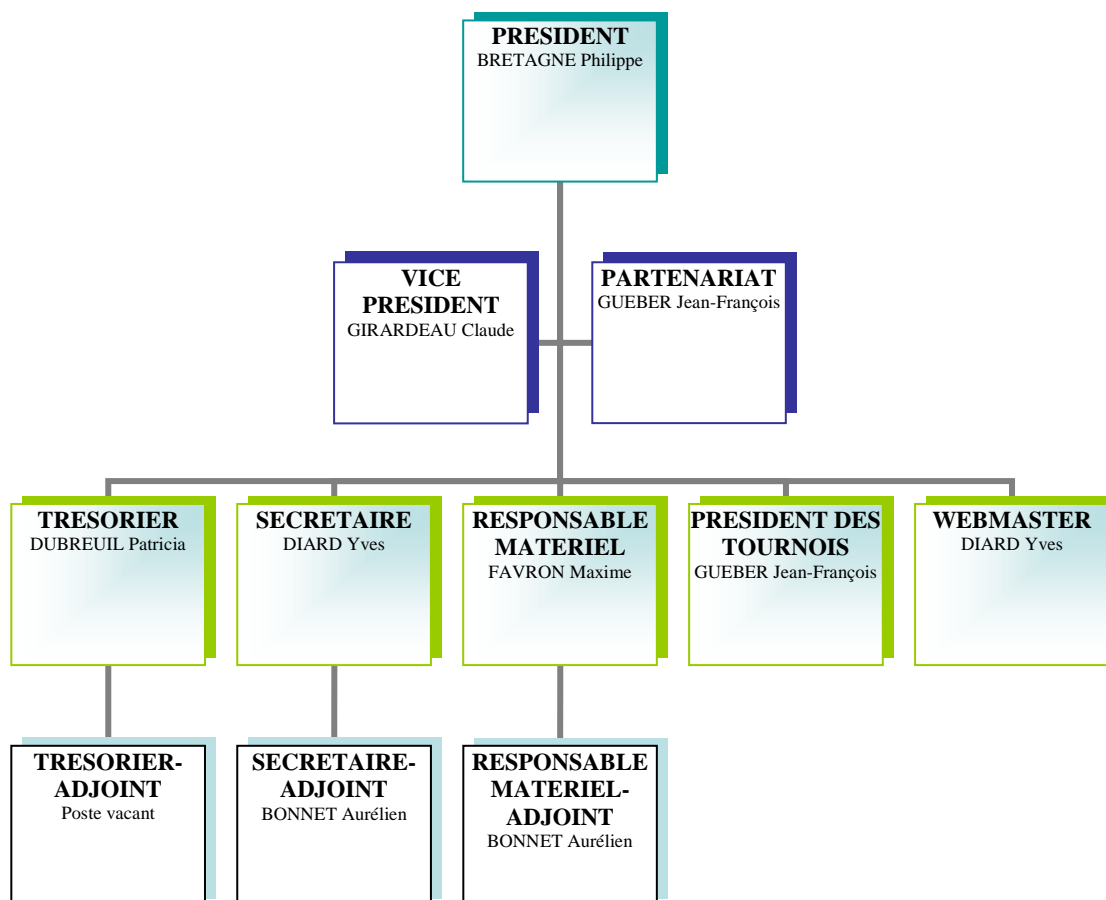 PRESIDENT
BRETAGNE Philippe
VICE
PRESIDENT
GIRARDEAU Claude
PARTENARIAT
GUEBER Jean-François
TRESORIER
DUBREUIL Patricia
SECRETAIRE
DIARD Yves
RESPONSABLE
MATERIEL
FAVRON Maxime
PRESIDENT DES
TOURNOIS
GUEBER Jean-François
WEBMASTER
DIARD Yves
TRESORIER-
ADJOINT
Poste vacant
SECRETAIRE-
ADJOINT
BONNET Aurélien
RESPONSABLE
MATERIEL-
ADJOINT
BONNET Aurélien